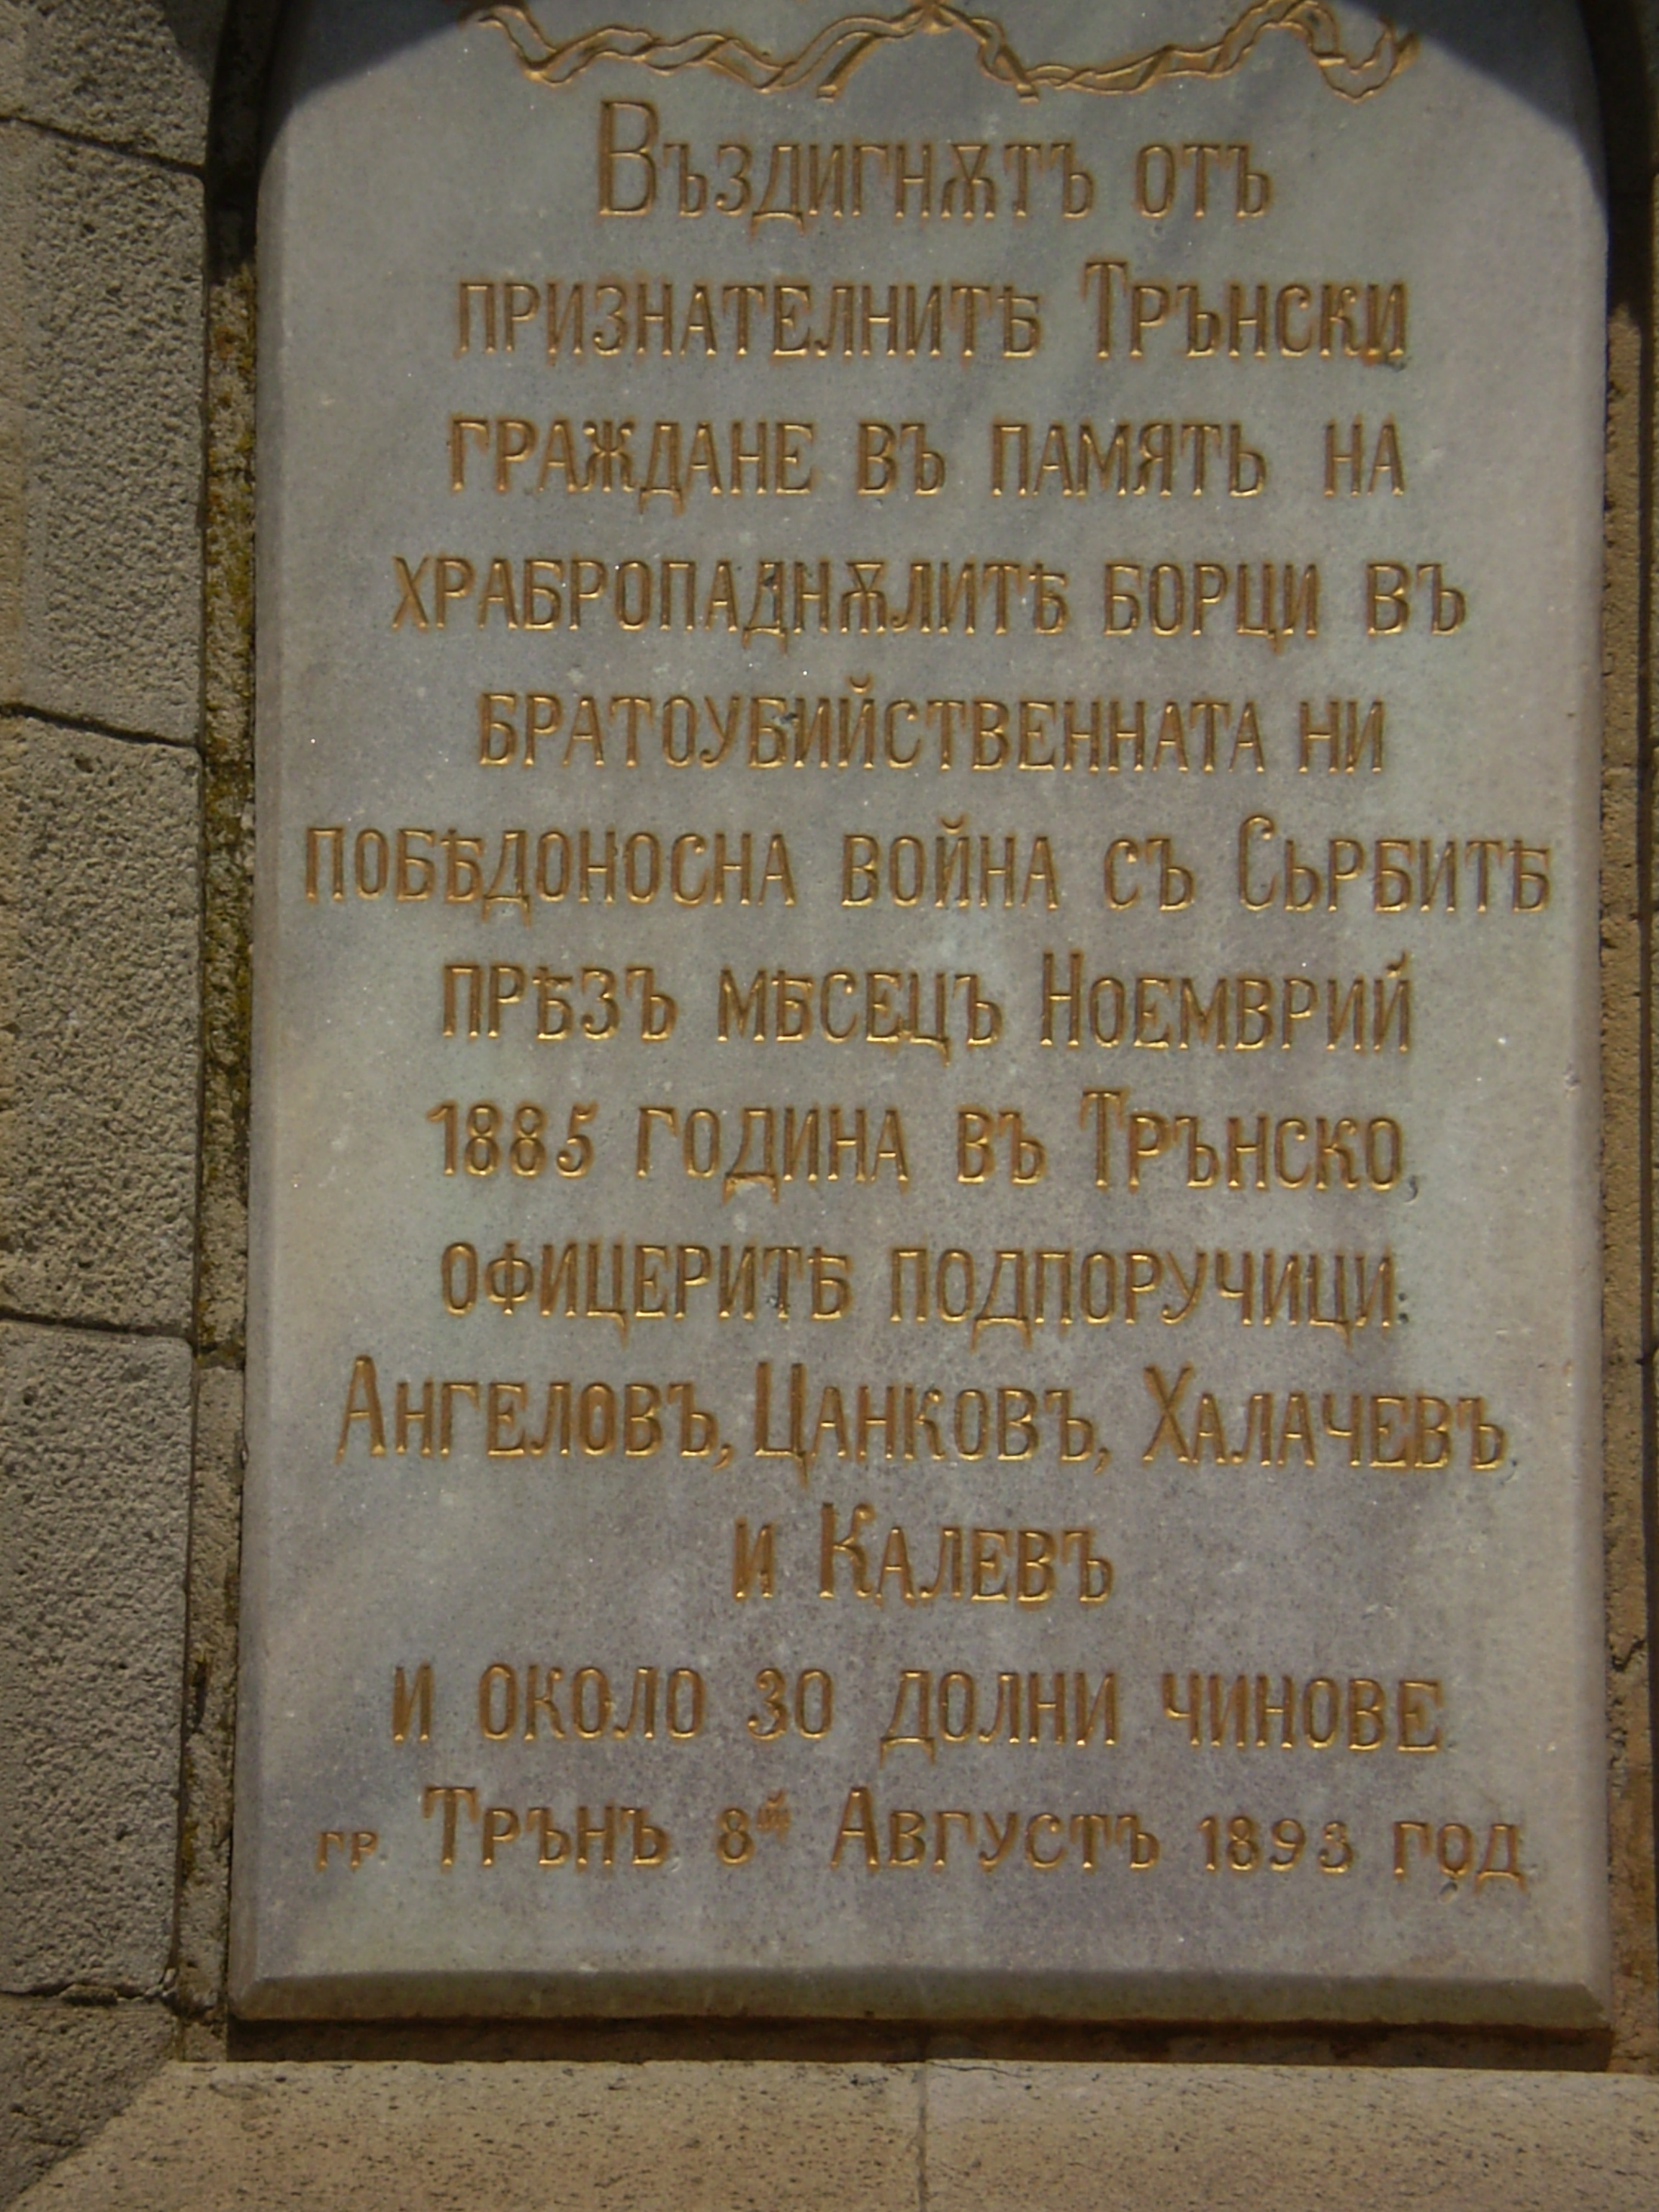 Въздигнѫтъ отъ
признателнитѣ Трънски
граждане въ память на
храбропаднѫлитѣ борци въ
братоубийственната ни
побѣдоносна война съ Сърбитѣ
прѣзъ мѣсецъ Ноемврий
1885 година въ Трънско,
офицеритѣ подпоручици:
Ангеловъ, Цанковъ, Халачевъ
и Калевъ
и около 30 долни чинове
гр. Трънъ 8ий Августъ 1893 год